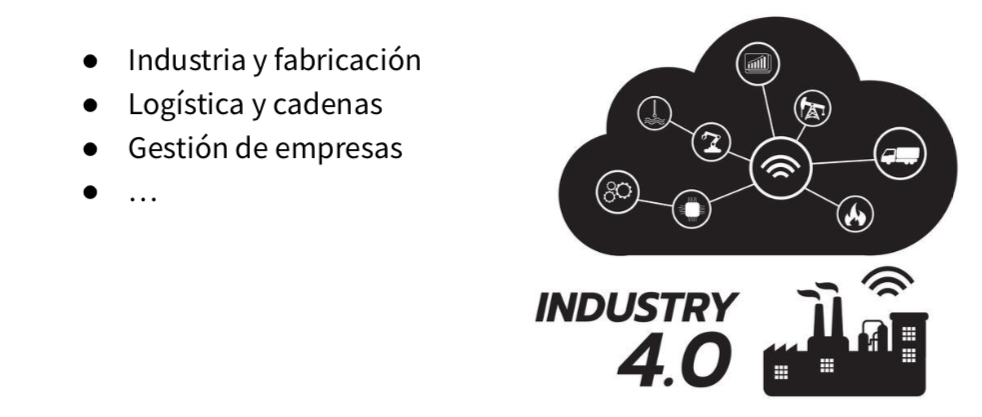 ● Industria y fabricación
● Logística y cadenas
● Gestión de empresas
● …
INDUSTRY
4.0